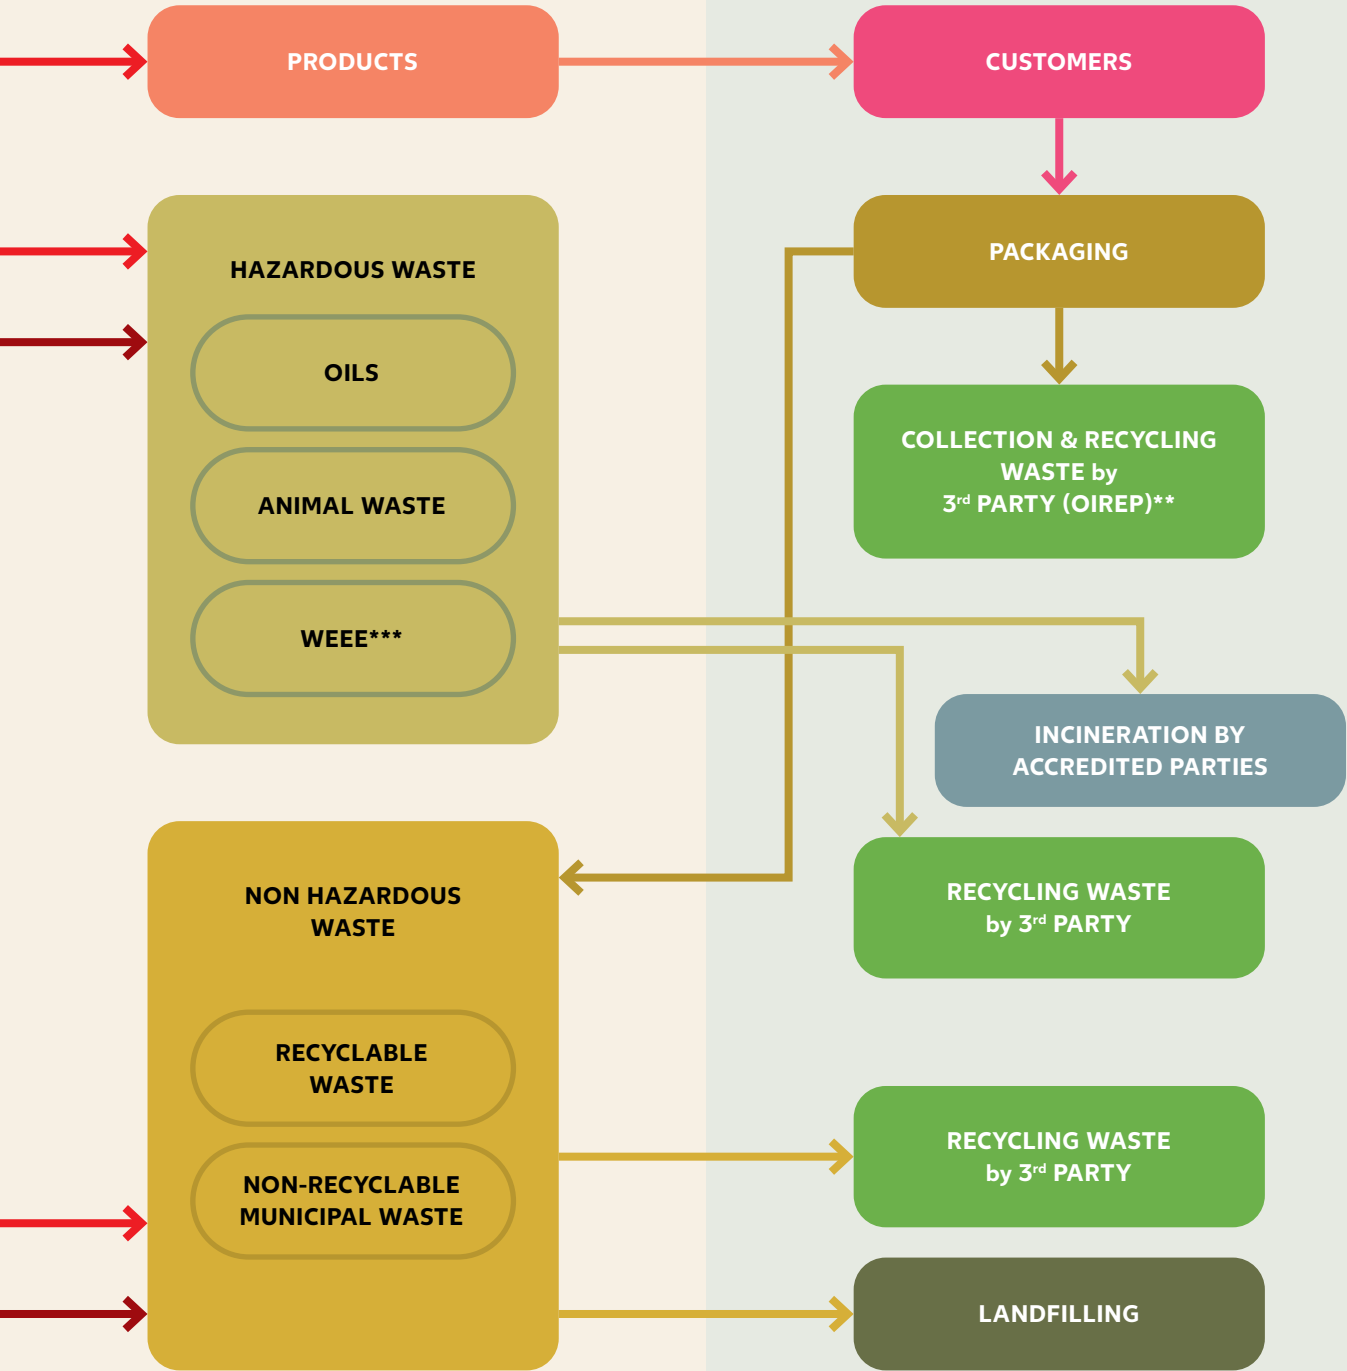 PRODUCTS
CUSTOMERS
HAZARDOUS WASTE
OILS
ANIMAL WASTE
WEEE***
PACKAGING
COLLECTION & RECYCLING
WASTE by
3rd PARTY (OIREP)**
INCINERATION BY
ACCREDITED PARTIES
RECYCLING WASTE
by 3rd PARTY
NON HAZARDOUS
WASTE
RECYCLABLE
WASTE
NON-RECYCLABLE
MUNICIPAL WASTE
RECYCLING WASTE
by 3rd PARTY
LANDFILLING